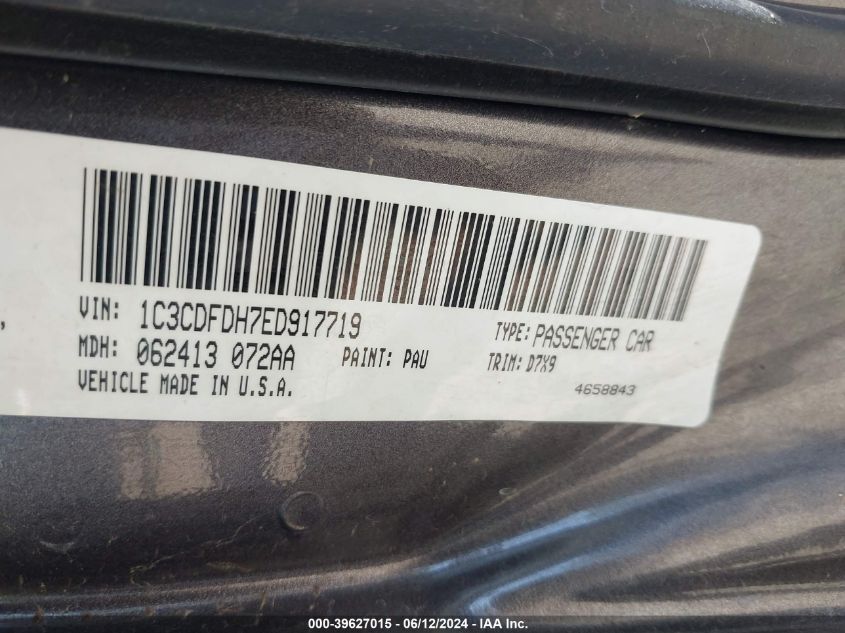 ,
VIN: 1C3CDFDH7ED917719 TYPE: PASSENGER CAR
MDH: 062413 072AA PAINT: PAU TRIM: D7X9
VEHICLE MADE IN U.S.A. 4658843
000-39627015 - 06/12/2024 - IAA Inc.